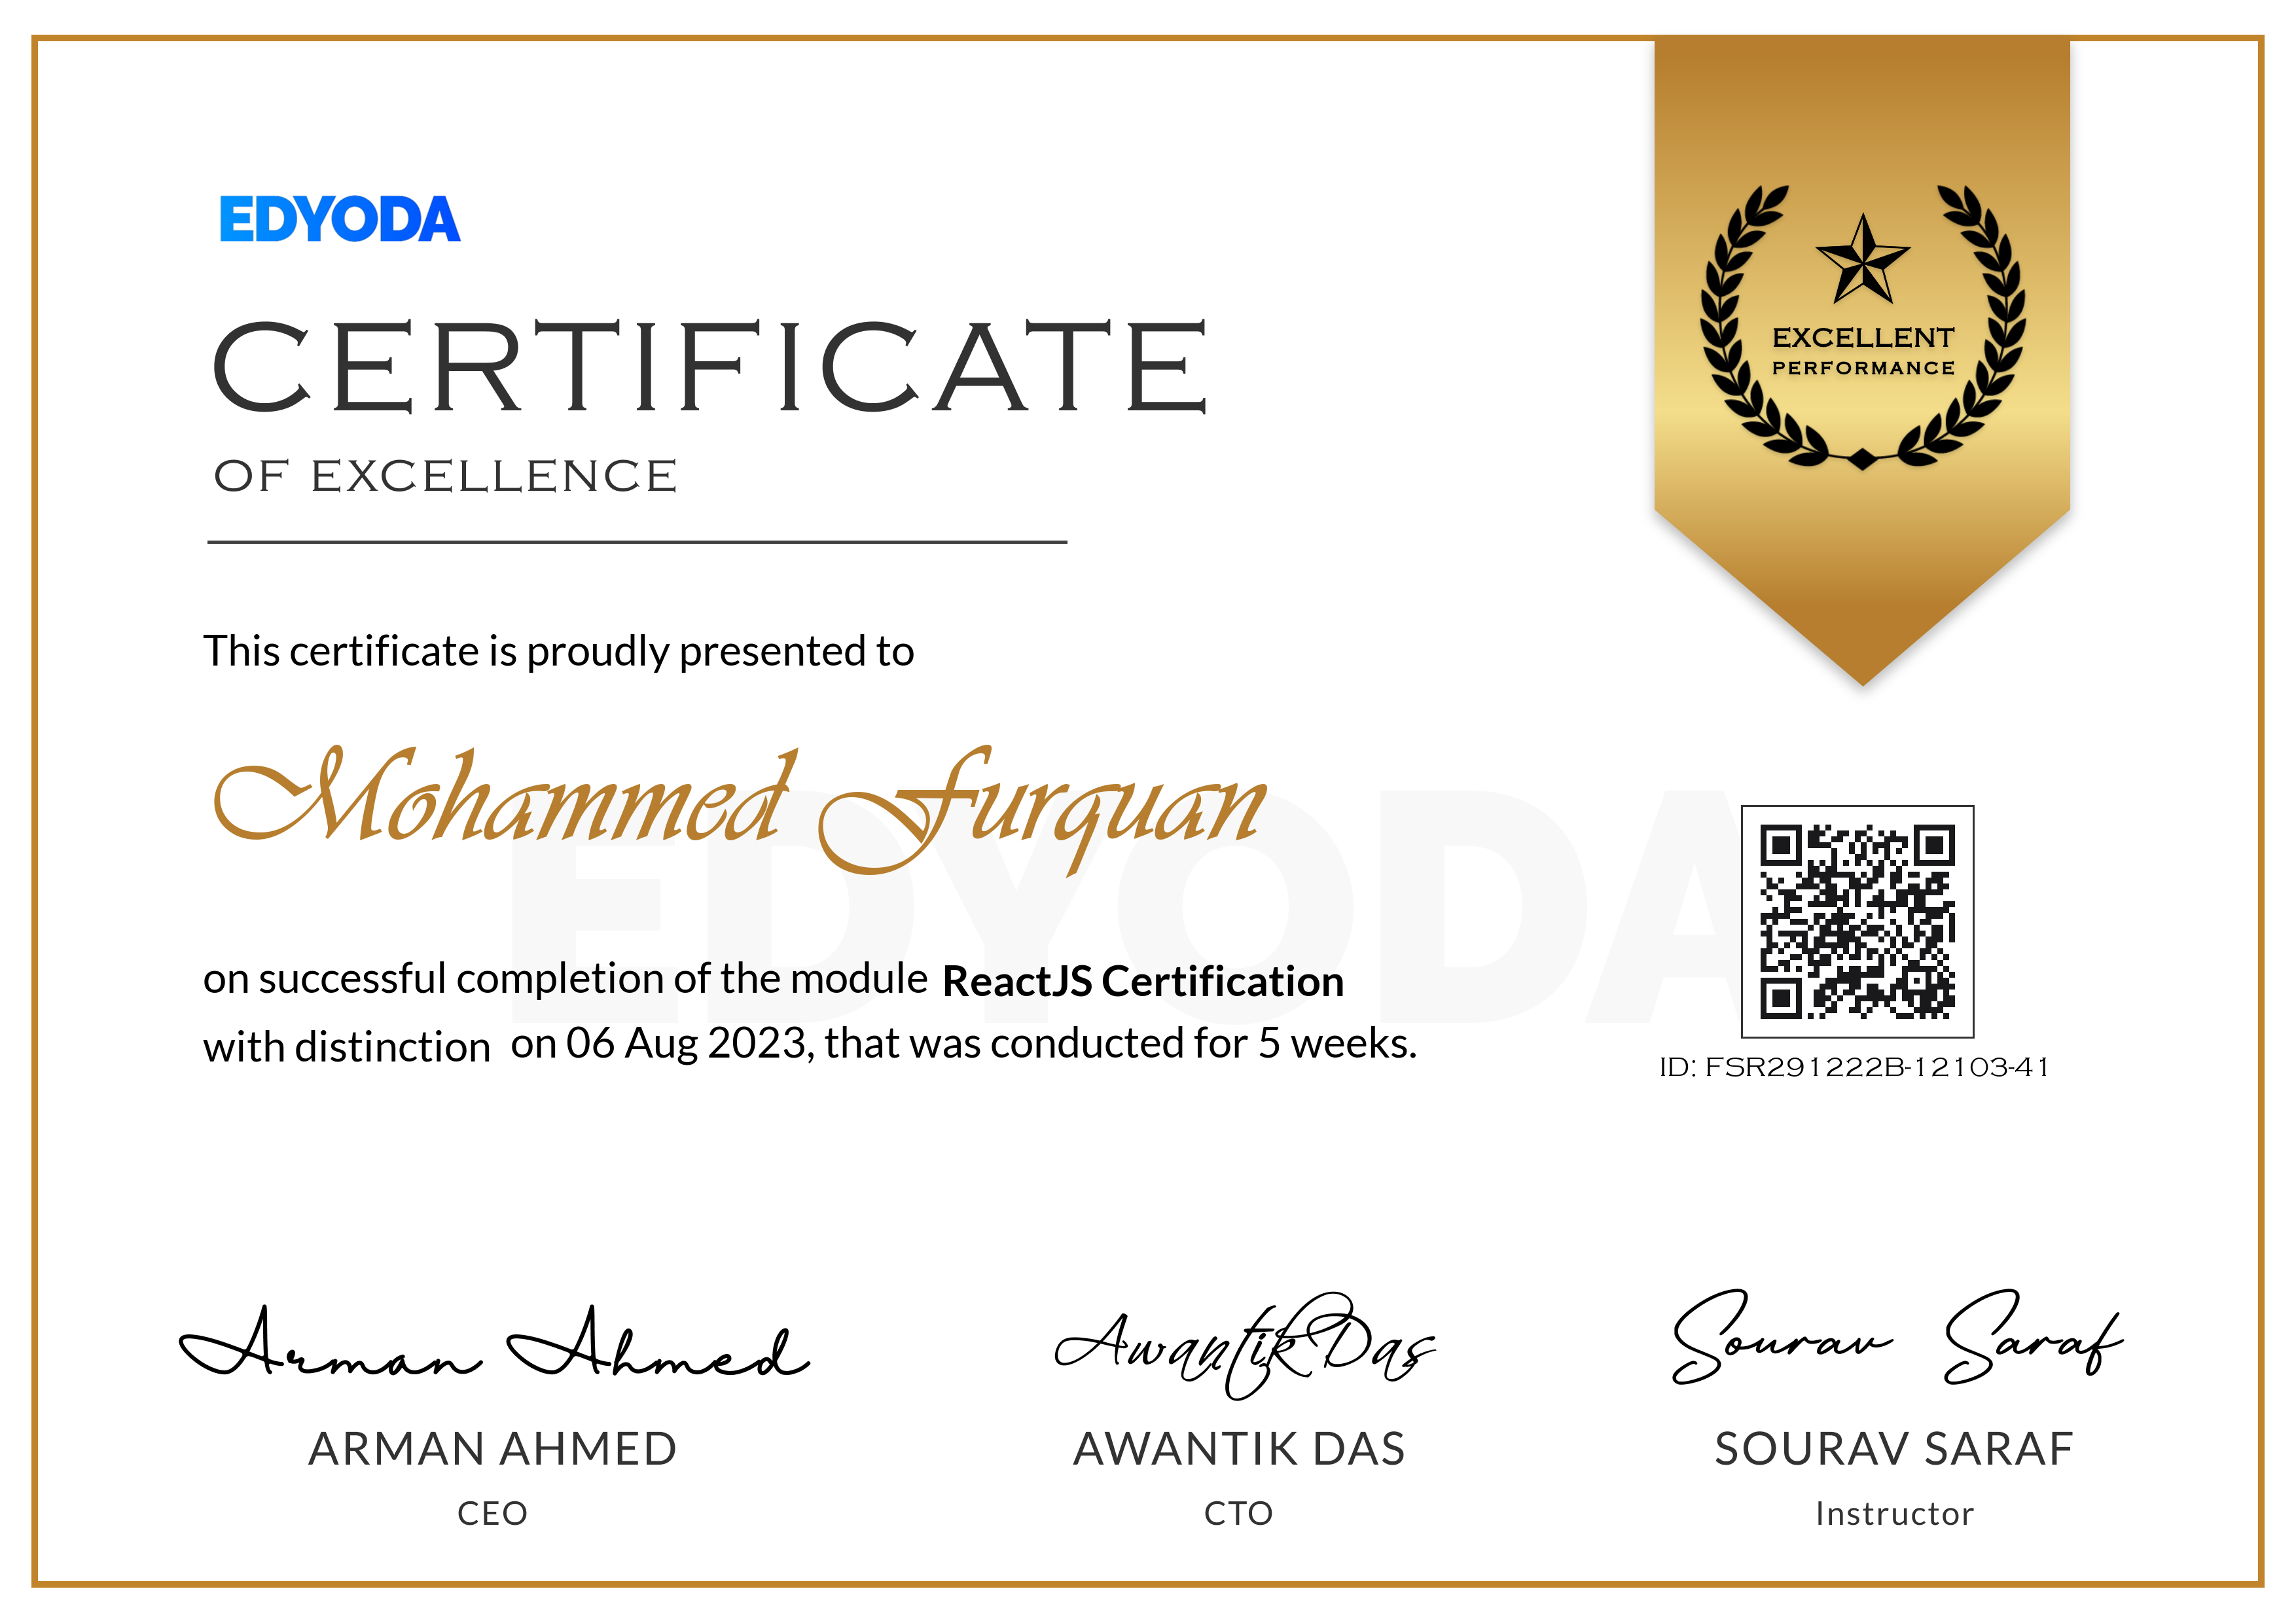 EDYODA
CERTIFICATE
OF EXCELLENCE
EXCELLENT
PERFORMANCE
This certificate is proudly presented to
Mohammed Furquan
EDYODA
on successful completion of the module ReactJS Certification
with distinction on 06 Aug 2023, that was conducted for 5 weeks.
ID: FSR291222B-12103-41
Arman Ahmed
Awantik Das
Sourav Saraf
ARMAN AHMED
AWANTIK DAS
SOURAV SARAF
CEO
CTO
Instructor